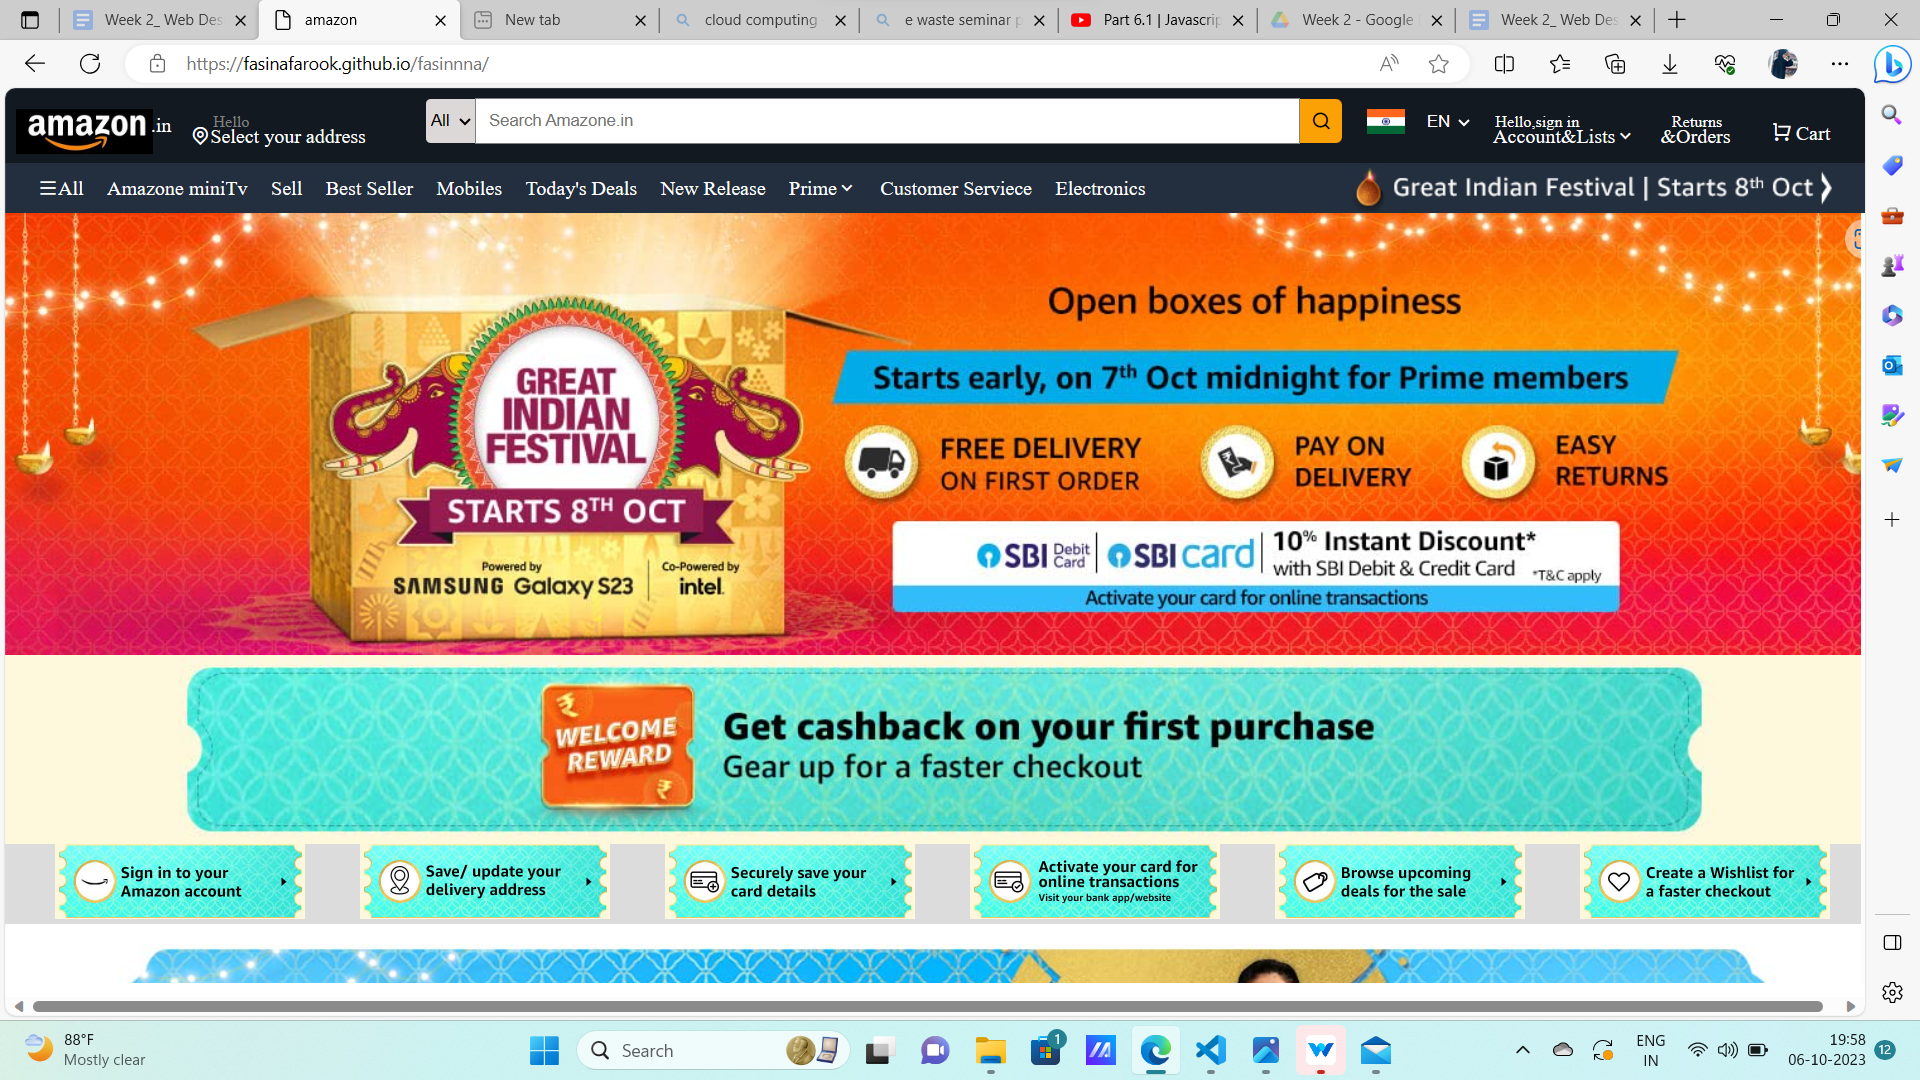 Week 2_ Web Des
amazon
New tab
cloud computing
e waste seminar p
Part 6.1 | Javascrip
Week 2 - Google
Week 2_ Web Des
https://fasinafarook.github.io/fasinnna/
amazon.in
Hello
Select your address
All
Search Amazone.in
EN
Hello,sign in
Account&Lists
Returns
&Orders
Cart
All
Amazone miniTv
Sell
Best Seller
Mobiles
Today's Deals
New Release
Prime
Customer Serviece
Electronics
Great Indian Festival | Starts 8th Oct
Open boxes of happiness
Starts early, on 7th Oct midnight for Prime members
GREAT
INDIAN
FESTIVAL
STARTS 8TH OCT
Powered by
SAMSUNG Galaxy S23
Co-Powered by
intel.
FREE DELIVERY
ON FIRST ORDER
PAY ON
DELIVERY
EASY
RETURNS
SBI Debit Card
SBI card
10% Instant Discount*
with SBI Debit & Credit Card
*T&C apply
Activate your card for online transactions
WELCOME
REWARD
Get cashback on your first purchase
Gear up for a faster checkout
Sign in to your
Amazon account
Save/ update your
delivery address
Securely save your
card details
Activate your card for
online transactions
Visit your bank app/website
Browse upcoming
deals for the sale
Create a Wishlist for
a faster checkout
88°F
Mostly clear
Search
1
ENG
IN
19:58
06-10-2023
12